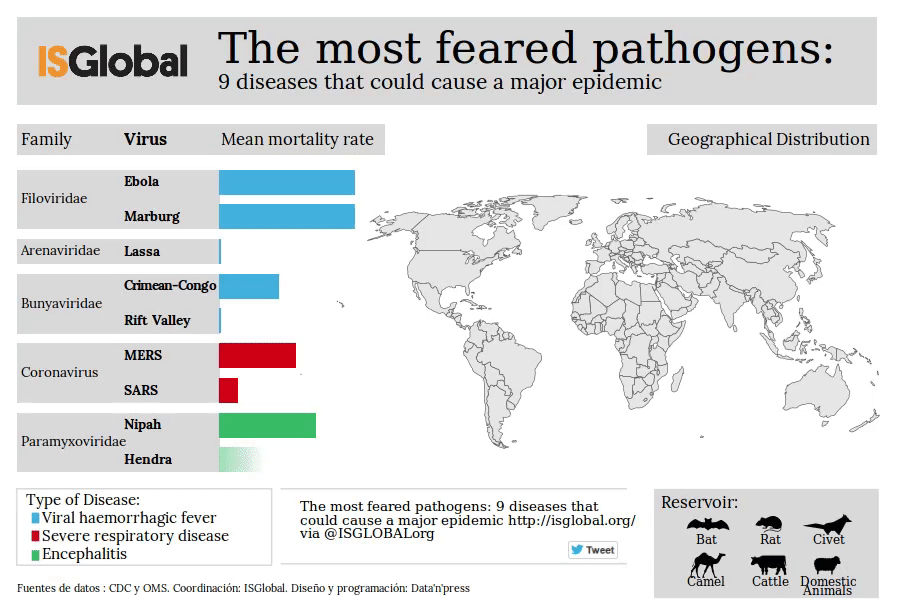 ISGlobal
The most feared pathogens:
9 diseases that could cause a major epidemic
Family Virus Mean mortality rate
Geographical Distribution
Filoviridae
Ebola
Marburg
Arenaviridae Lassa
Bunyaviridae
Crimean-Congo
Rift Valley
Coronavirus
MERS
SARS
Paramyxoviridae
Nipah
Hendra
Type of Disease:
Viral haemorrhagic fever
Severe respiratory disease
Encephalitis
The most feared pathogens: 9 diseases that
could cause a major epidemic http://isglobal.org/
via @ISGLOBALorg
Tweet
Reservoir:
Bat Rat Civet
Camel Cattle Domestic
Animals
Fuentes de datos : CDC y OMS. Coordinación: ISGlobal. Diseño y programación: Data'n'press